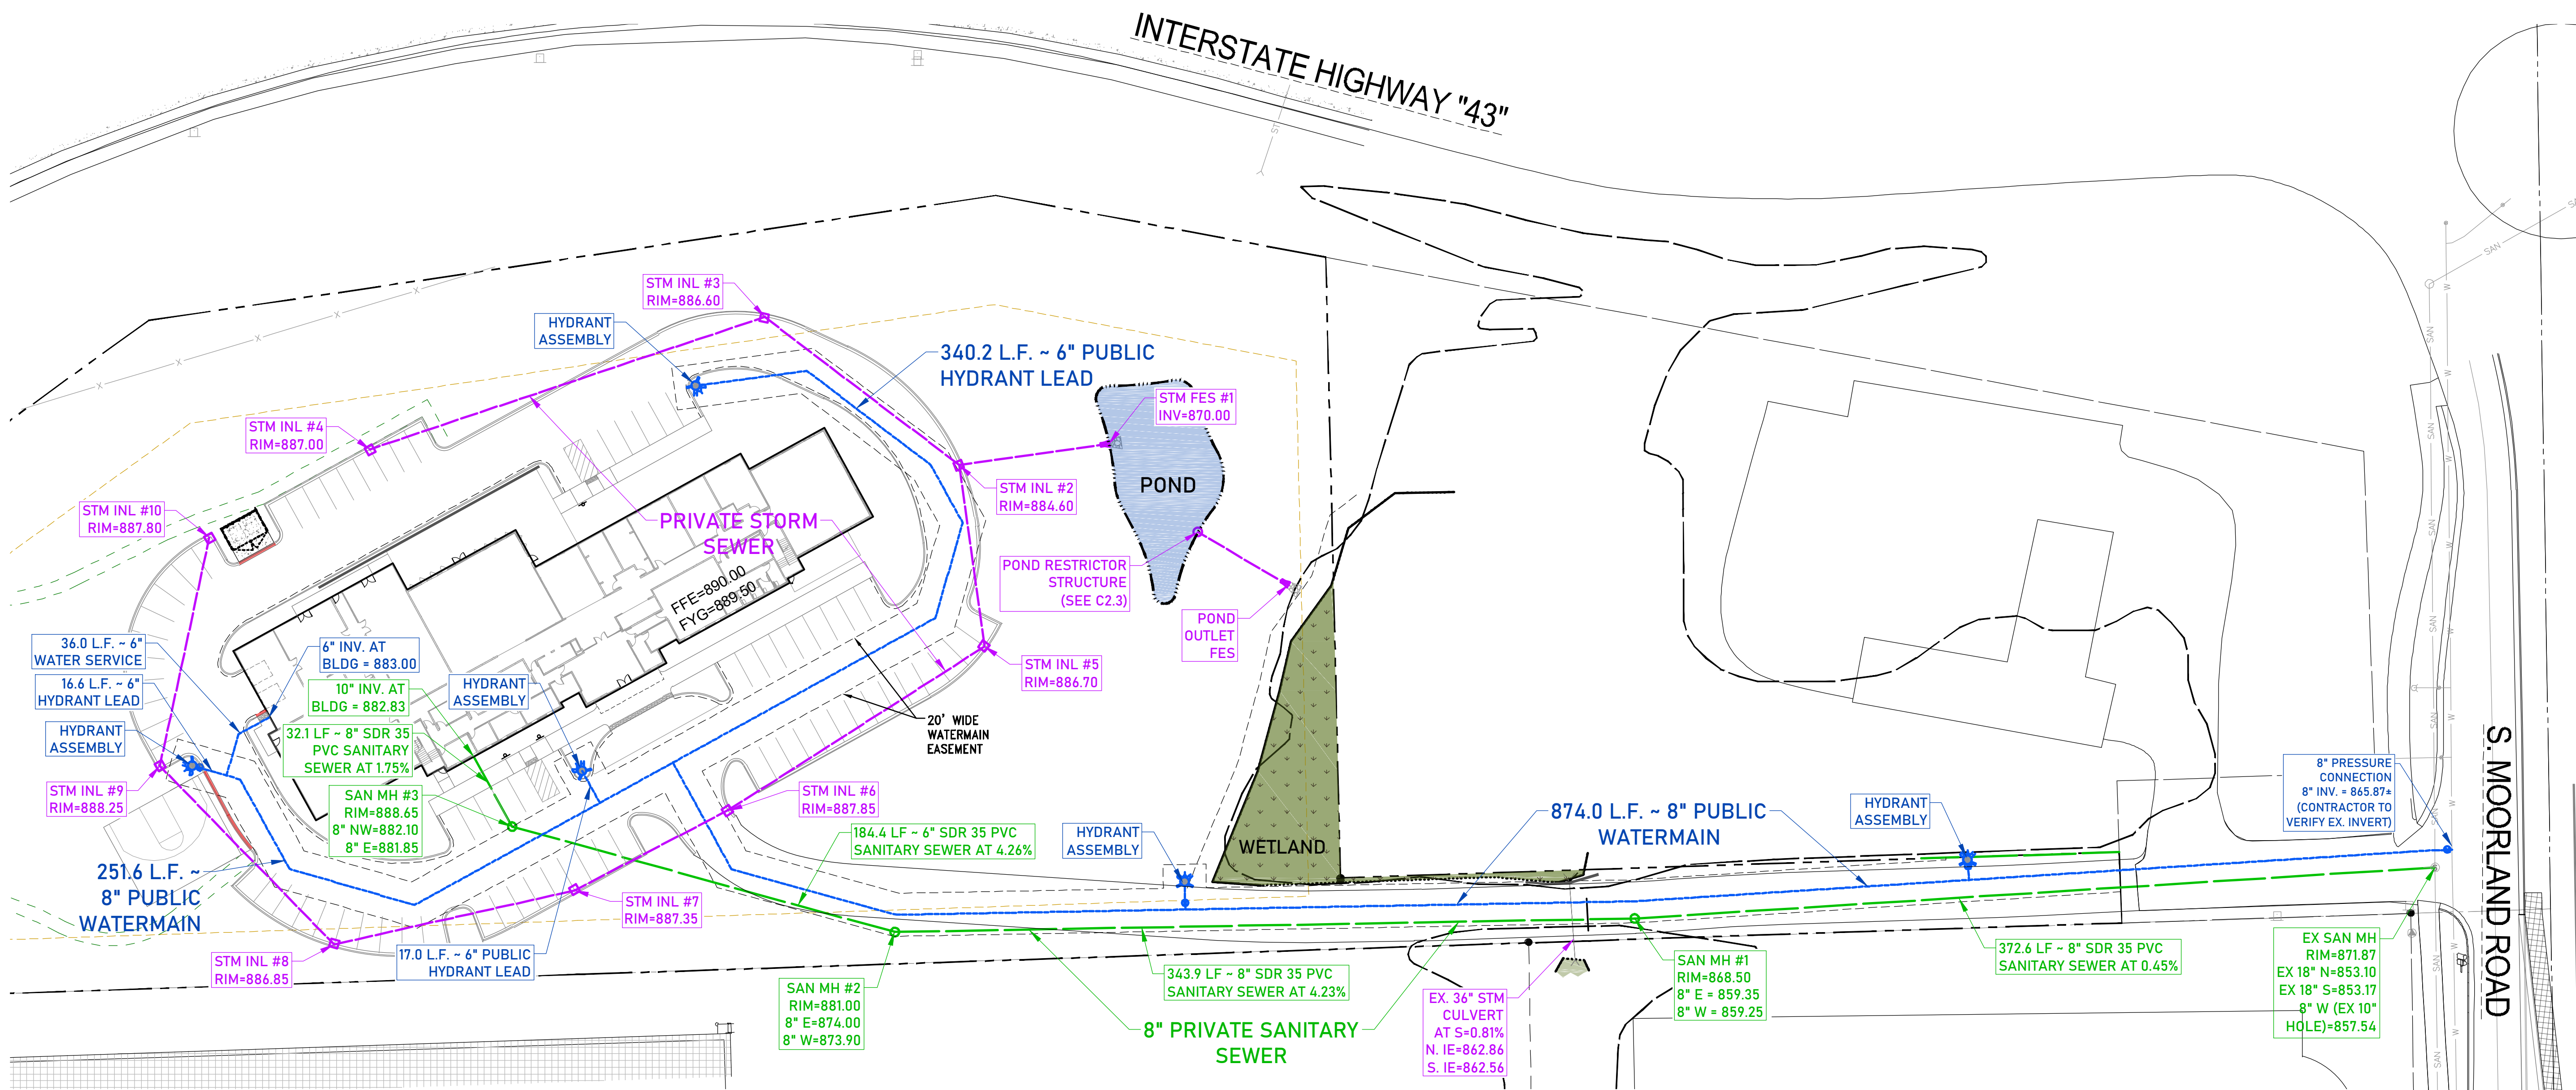 INTERSTATE HIGHWAY "43"
ST
SAN
SAN
STM INL #3
RIM=886.60
HYDRANT
ASSEMBLY
340.2 L.F. ~ 6" PUBLIC
HYDRANT LEAD
STM FES #1
INV=870.00
STM INL #4
RIM=887.00
POND
STM INL #2
RIM=884.60
STM INL #10
RIM=887.80
PRIVATE STORM
SEWER
POND RESTRICTOR
STRUCTURE
(SEE C2.3)
FFE=890.00
FYG=889.50
POND
OUTLET
FES
36.0 L.F. ~ 6"
WATER SERVICE
6" INV. AT
BLDG = 883.00
STM INL #5
RIM=886.70
16.6 L.F. ~ 6"
HYDRANT LEAD
10" INV. AT
BLDG = 882.83
HYDRANT
ASSEMBLY
HYDRANT
ASSEMBLY
32.1 LF ~ 8" SDR 35
PVC SANITARY
SEWER AT 1.75%
20' WIDE
WATERMAIN
EASEMENT
STM INL #9
RIM=888.25
SAN MH #3
RIM=888.65
8" NW=882.10
8" E=881.85
STM INL #6
RIM=887.85
184.4 LF ~ 6" SDR 35 PVC
SANITARY SEWER AT 4.26%
HYDRANT
ASSEMBLY
WETLAND
874.0 L.F. ~ 8" PUBLIC
WATERMAIN
HYDRANT
ASSEMBLY
8" PRESSURE
CONNECTION
8" INV. = 865.87±
(CONTRACTOR TO
VERIFY EX. INVERT)
S. MOORLAND ROAD
251.6 L.F. ~
8" PUBLIC
WATERMAIN
STM INL #7
RIM=887.35
STM INL #8
RIM=886.85
17.0 L.F. ~ 6" PUBLIC
HYDRANT LEAD
SAN MH #2
RIM=881.00
8" E=874.00
8" W=873.90
343.9 LF ~ 8" SDR 35 PVC
SANITARY SEWER AT 4.23%
8" PRIVATE SANITARY
SEWER
EX. 36" STM
CULVERT
AT S=0.81%
N. IE=862.86
S. IE=862.56
SAN MH #1
RIM=868.50
8" E = 859.35
8" W = 859.25
372.6 LF ~ 8" SDR 35 PVC
SANITARY SEWER AT 0.45%
EX SAN MH
RIM=871.87
EX 18" N=853.10
EX 18" S=853.17
8" W (EX 10"
HOLE)=857.54